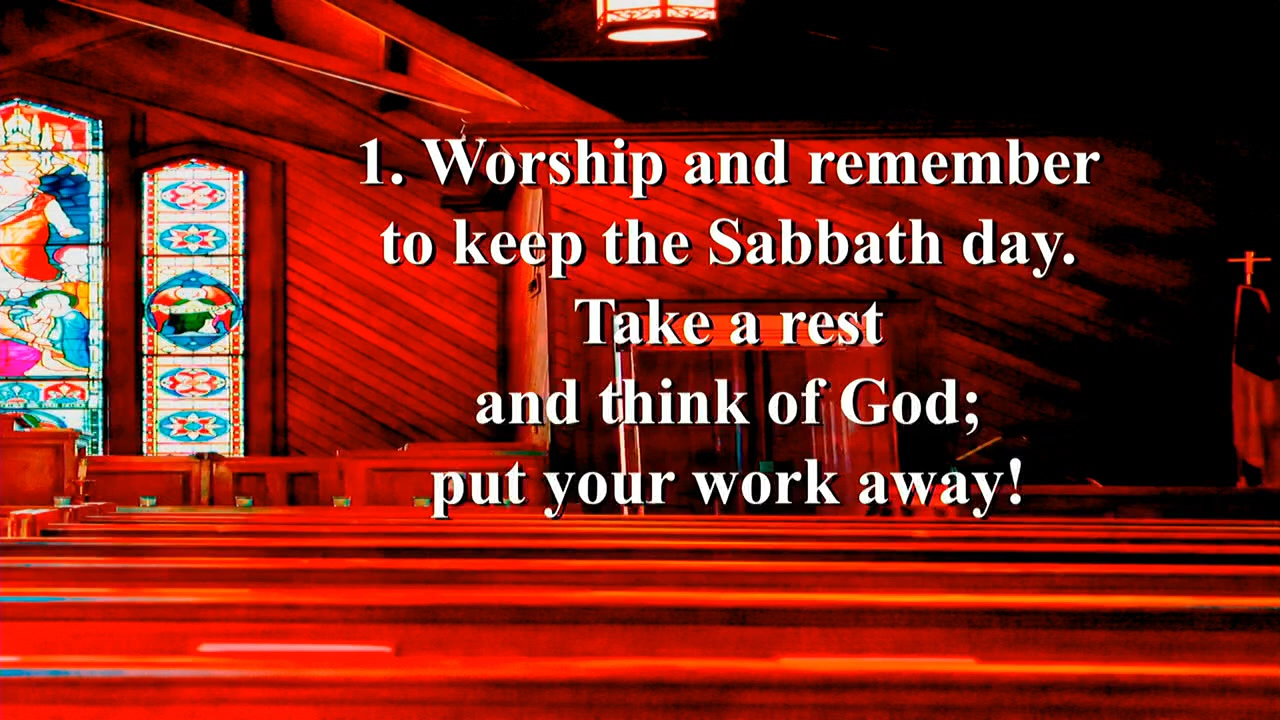 1. Worship and remember
to keep the Sabbath day.
Take a rest
and think of God;
put your work away!